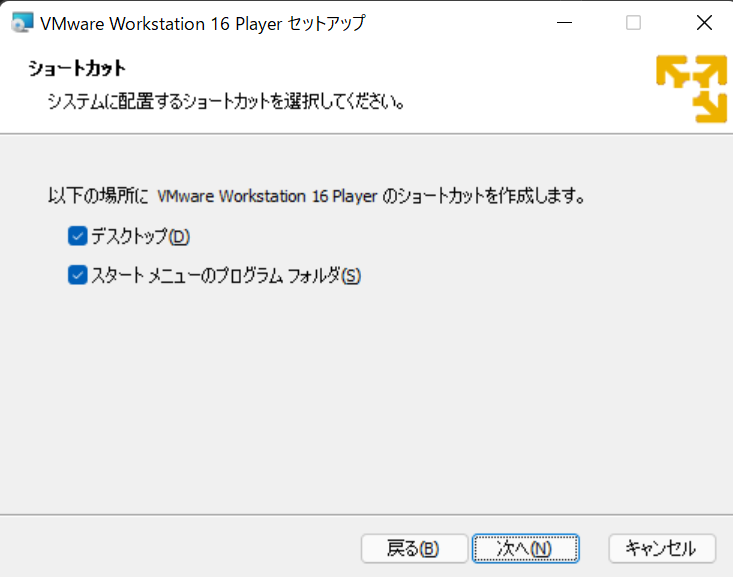 VMware Workstation 16 Player セットアップ
ショートカット
システムに配置するショートカットを選択してください。
以下の場所に VMware Workstation 16 Player のショートカットを作成します。
デスクトップ(D)
スタート メニューのプログラム フォルダ(S)
戻る(B) 次へ(N) キャンセル